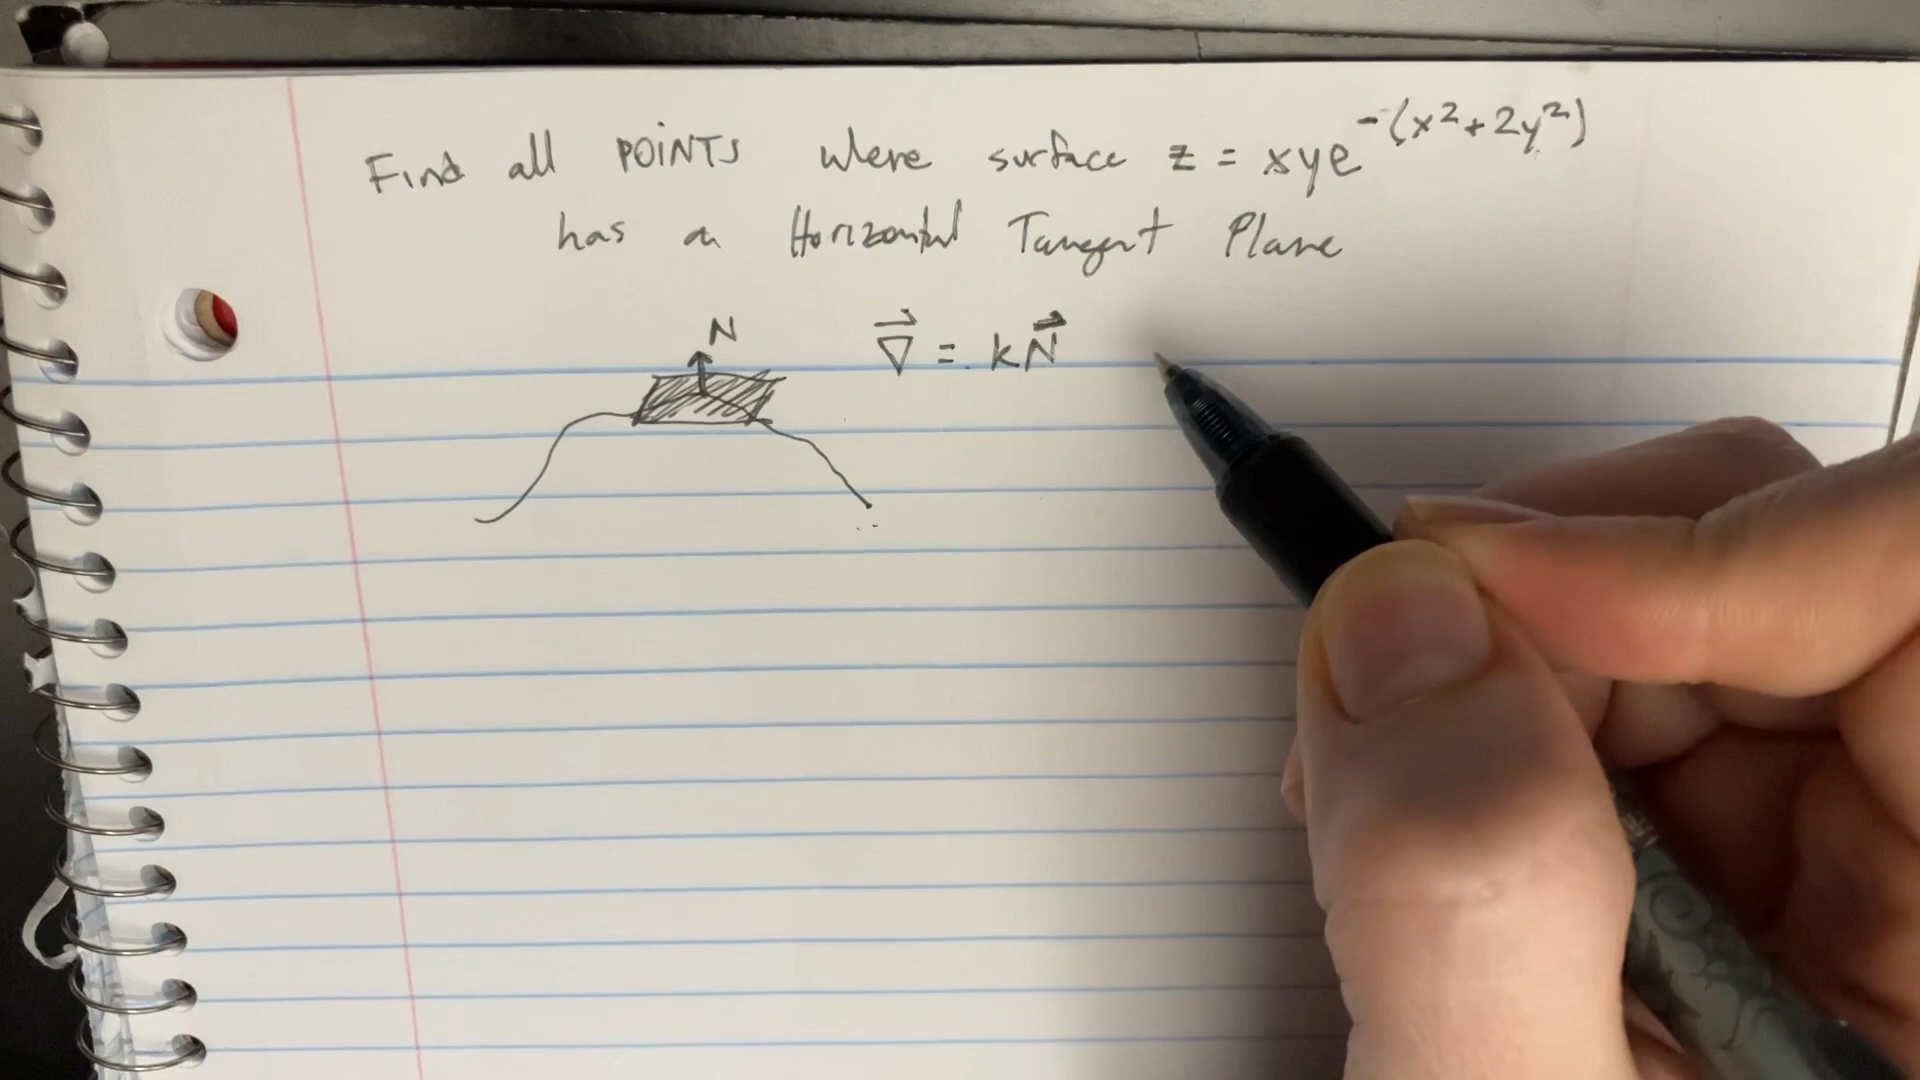 Find all POINTS where surface z = xye^-(x²+2y²)
has a Horizontal Tangent Plane
N
∇⃗ = kN⃗